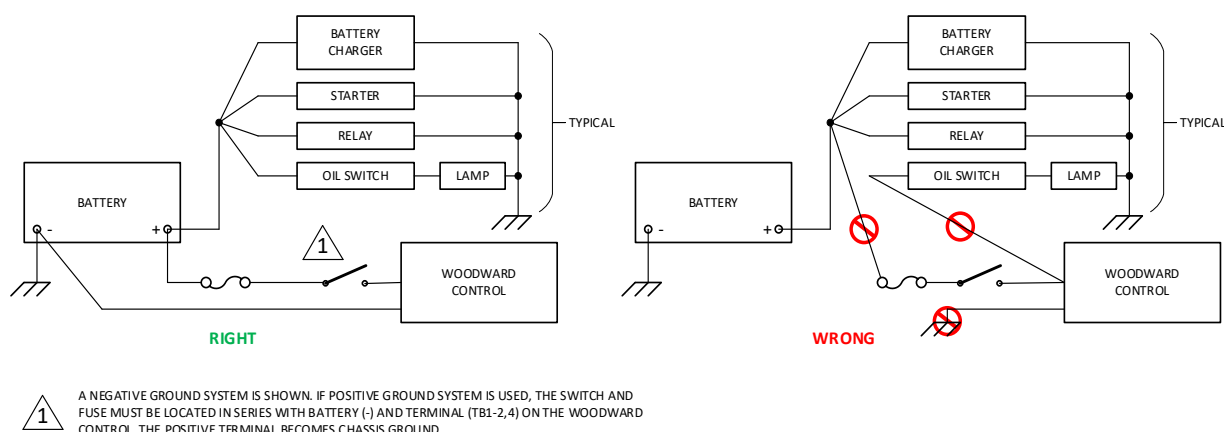 BATTERY
CHARGER
STARTER
RELAY
OIL SWITCH
LAMP
TYPICAL
BATTERY
-
+
1
WOODWARD
CONTROL
RIGHT
BATTERY
CHARGER
STARTER
RELAY
OIL SWITCH
LAMP
TYPICAL
BATTERY
-
+
WOODWARD
CONTROL
WRONG
1
A NEGATIVE GROUND SYSTEM IS SHOWN. IF POSITIVE GROUND SYSTEM IS USED, THE SWITCH AND
FUSE MUST BE LOCATED IN SERIES WITH BATTERY (-) AND TERMINAL (TB1-2,4) ON THE WOODWARD
CONTROL. THE POSITIVE TERMINAL BECOMES CHASSIS GROUND